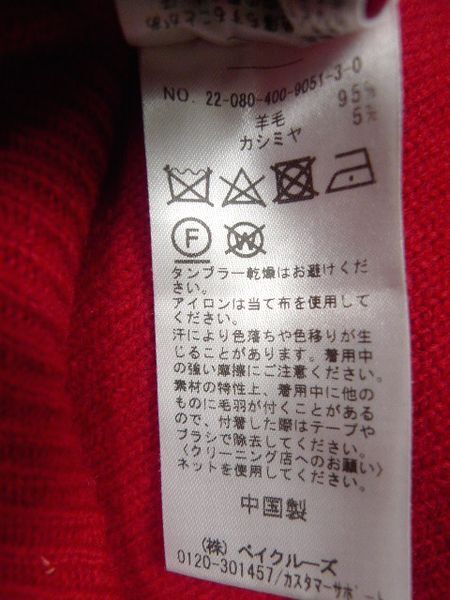 落ちすることがあ
NO. 22-080-400-9051-3-0
羊毛 95%
カシミヤ 5%
F W
タンブラー乾燥はお避けくださ
い。
アイロンは当て布を使用して
ください。
汗により色落ちや色移りが生
じることがあります。着用中
の強い摩擦にご注意ください。
素材の特性上、着用中に他の
ものに毛羽が付くことがある
ので、付着した際はテープや
ブラシで除去してください。
〈クリーニング店へのお願い〉
ネットを使用してください。
中国製
(株) ベイクルーズ
0120-301457/カスタマーサポート